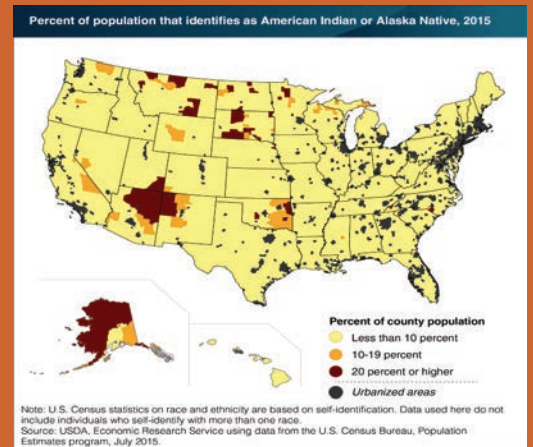 Percent of population that identifies as American Indian or Alaska Native, 2015
Percent of county population
Less than 10 percent
10-19 percent
20 percent or higher
Urbanized areas
Note: U.S. Census statistics on race and ethnicity are based on self-identification. Data used here do not
include individuals who self-identify with more than one race.
Source: USDA, Economic Research Service using data from the U.S. Census Bureau, Population
Estimates program, July 2015.